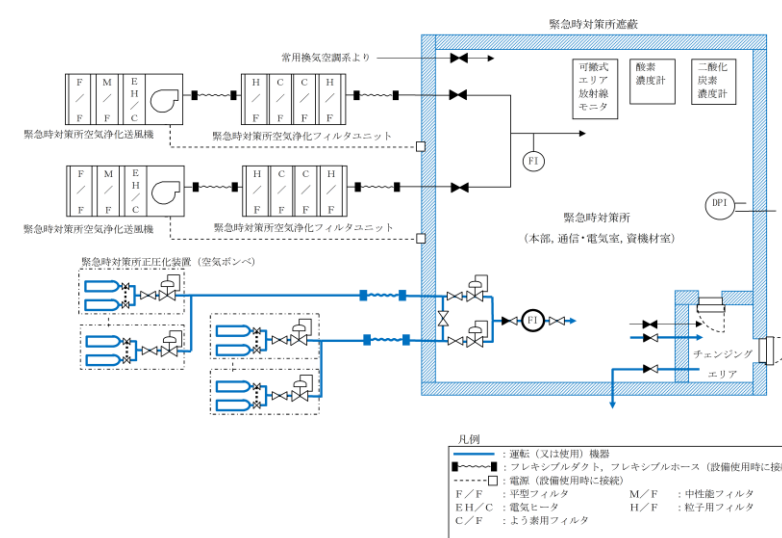 緊急時対策所遮蔽
常用換気空調系より
可搬式
エリア
放射線
モニタ
酸素
濃度計
二酸化
炭素
濃度計
F/F
M/F
EH/C
H/F
C/F
C/F
H/F
緊急時対策所空気浄化送風機
緊急時対策所空気浄化フィルタユニット
FI
F/F
M/F
EH/C
H/F
C/F
C/F
H/F
緊急時対策所空気浄化送風機
緊急時対策所空気浄化フィルタユニット
DPI
緊急時対策所
(本部, 通信・電気室, 資機材室)
緊急時対策所正圧化装置（空気ボンベ）
FI
チェンジング
エリア
凡例
：運転（又は使用）機器
：フレキシブルダクト, フレキシブルホース（設備使用時に接
：電源（設備使用時に接続）
F/F ：平型フィルタ
M/F ：中性能フィルタ
EH/C ：電気ヒータ
H/F ：粒子用フィルタ
C/F ：よう素用フィルタ